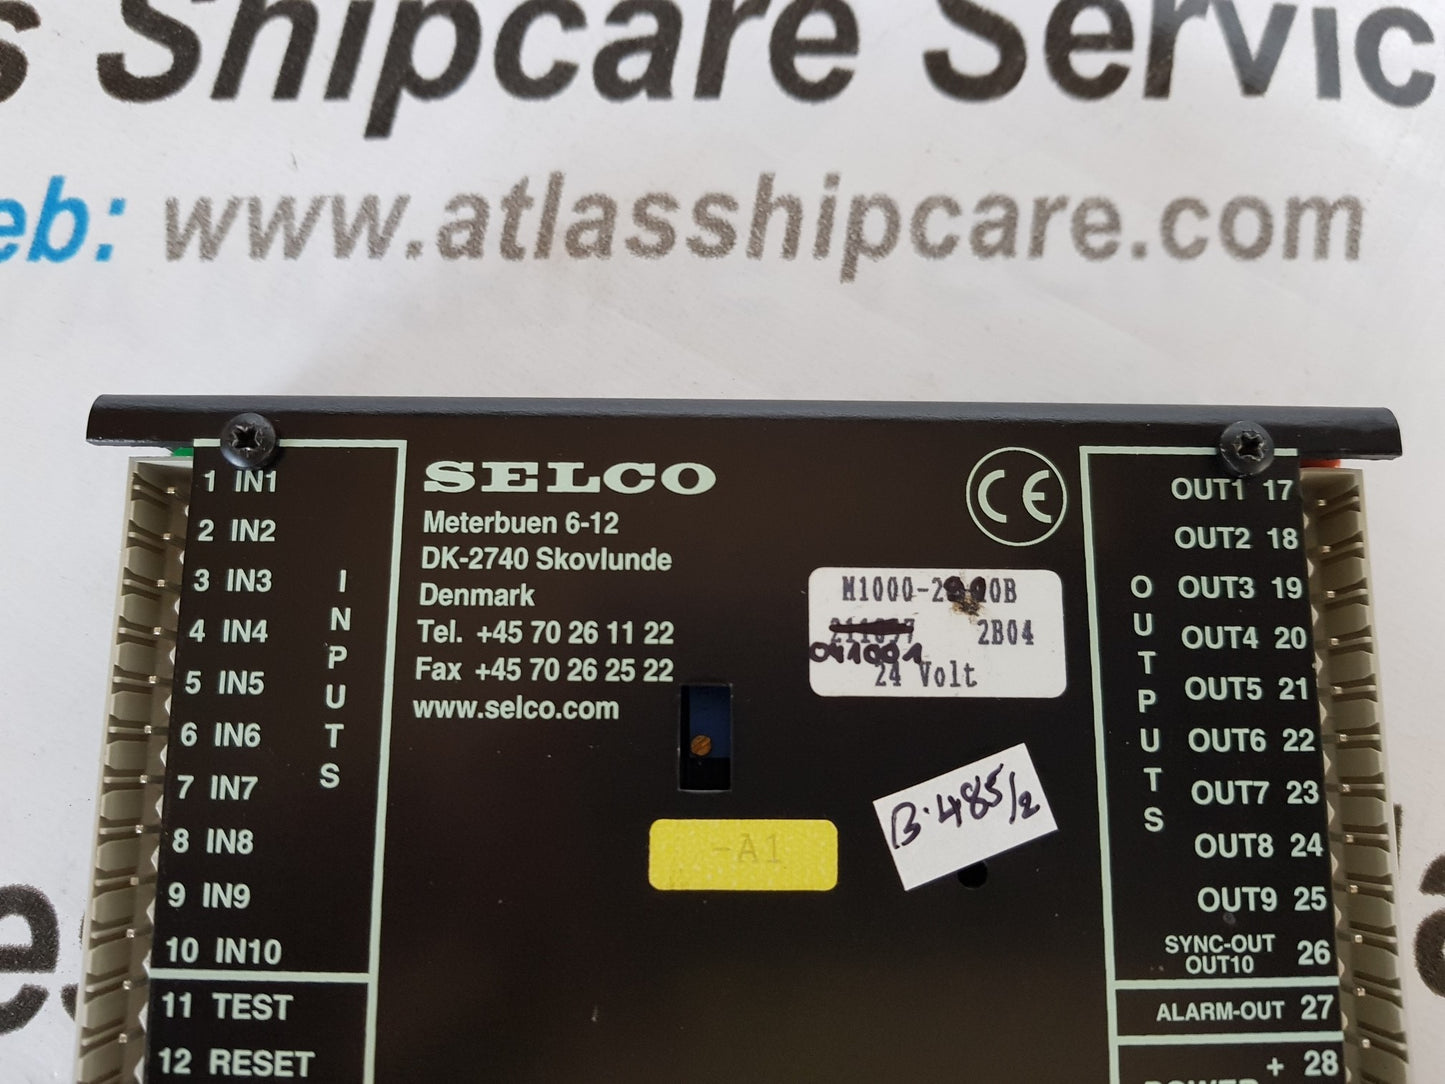 s Shipcare Servic
eb: www.atlasshipcare.com
SELCO
Meterbuen 6-12
DK-2740 Skovlunde
Denmark
Tel. +45 70 26 11 22
Fax +45 70 26 25 22
www.selco.com
CE
1 IN1
2 IN2
3 IN3
4 IN4
5 IN5
6 IN6
7 IN7
8 IN8
9 IN9
10 IN10
INPUTS
11 TEST
12 RESET
2B04
041001
24 Volt
B.485/2
-A1
OUTPUTS
OUT1 17
OUT2 18
OUT3 19
OUT4 20
OUT5 21
OUT6 22
OUT7 23
OUT8 24
OUT9 25
SYNC-OUT
OUT10 26
ALARM-OUT 27
+ 28
POWER
es
a